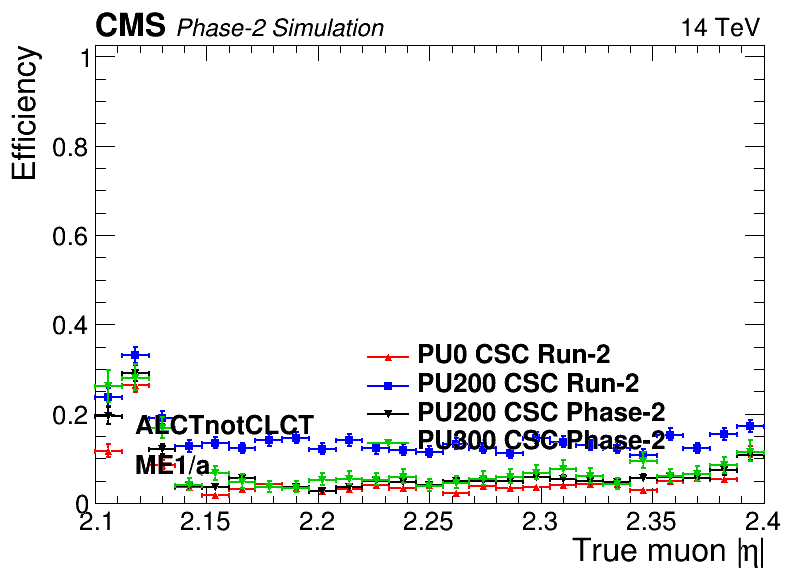 CMS Phase-2 Simulation 14 TeV
Efficiency
1
0.8
0.6
0.4
0.2
0
PU0 CSC Run-2
PU200 CSC Run-2
PU200 CSC Phase-2
PU300 CSC Phase-2
ALCTnotCLCT
ME1/a
2.1 2.15 2.2 2.25 2.3 2.35 2.4
True muon |η|